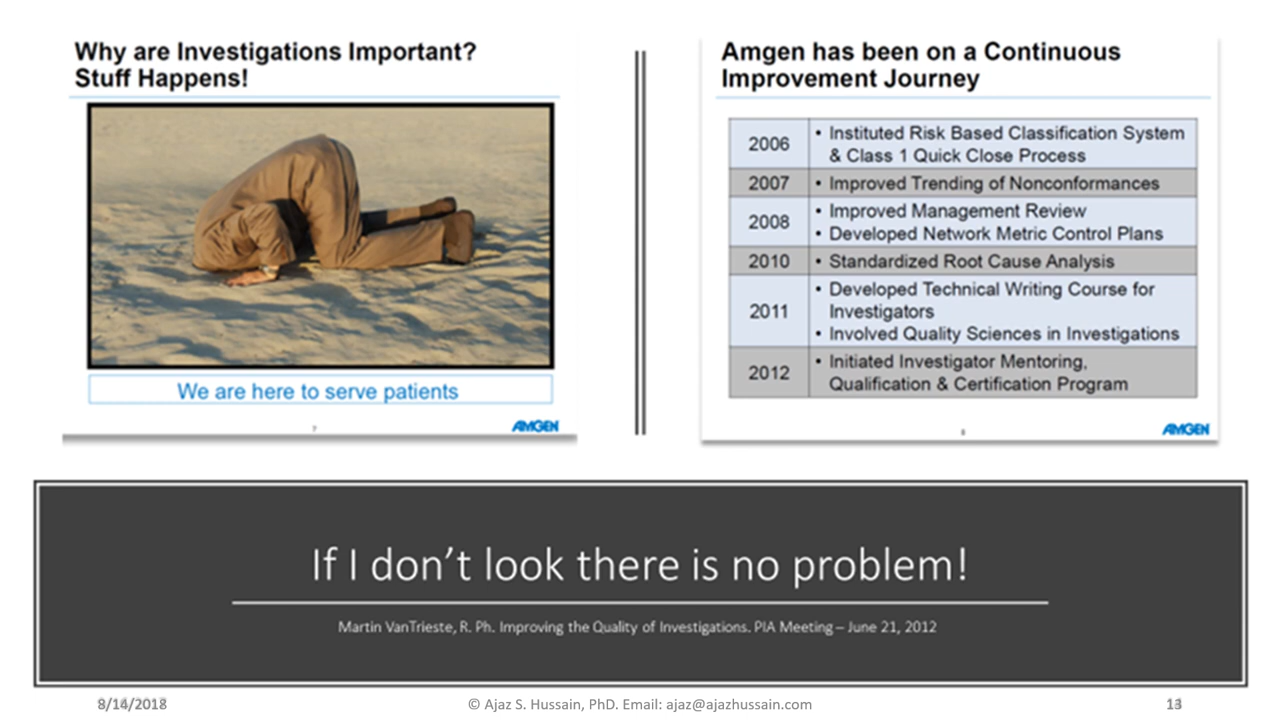 Why are Investigations Important?
Stuff Happens!
We are here to serve patients
7
AMGEN
Amgen has been on a Continuous
Improvement Journey
2006
• Instituted Risk Based Classification System
& Class 1 Quick Close Process
2007
• Improved Trending of Nonconformances
2008
• Improved Management Review
• Developed Network Metric Control Plans
2010
• Standardized Root Cause Analysis
2011
• Developed Technical Writing Course for
Investigators
• Involved Quality Sciences in Investigations
2012
• Initiated Investigator Mentoring,
Qualification & Certification Program
8
AMGEN
If I don’t look there is no problem!
Martin VanTrieste, R. Ph. Improving the Quality of Investigations. PIA Meeting – June 21, 2012
8/14/2018
© Ajaz S. Hussain, PhD. Email: ajaz@ajazhussain.com
13